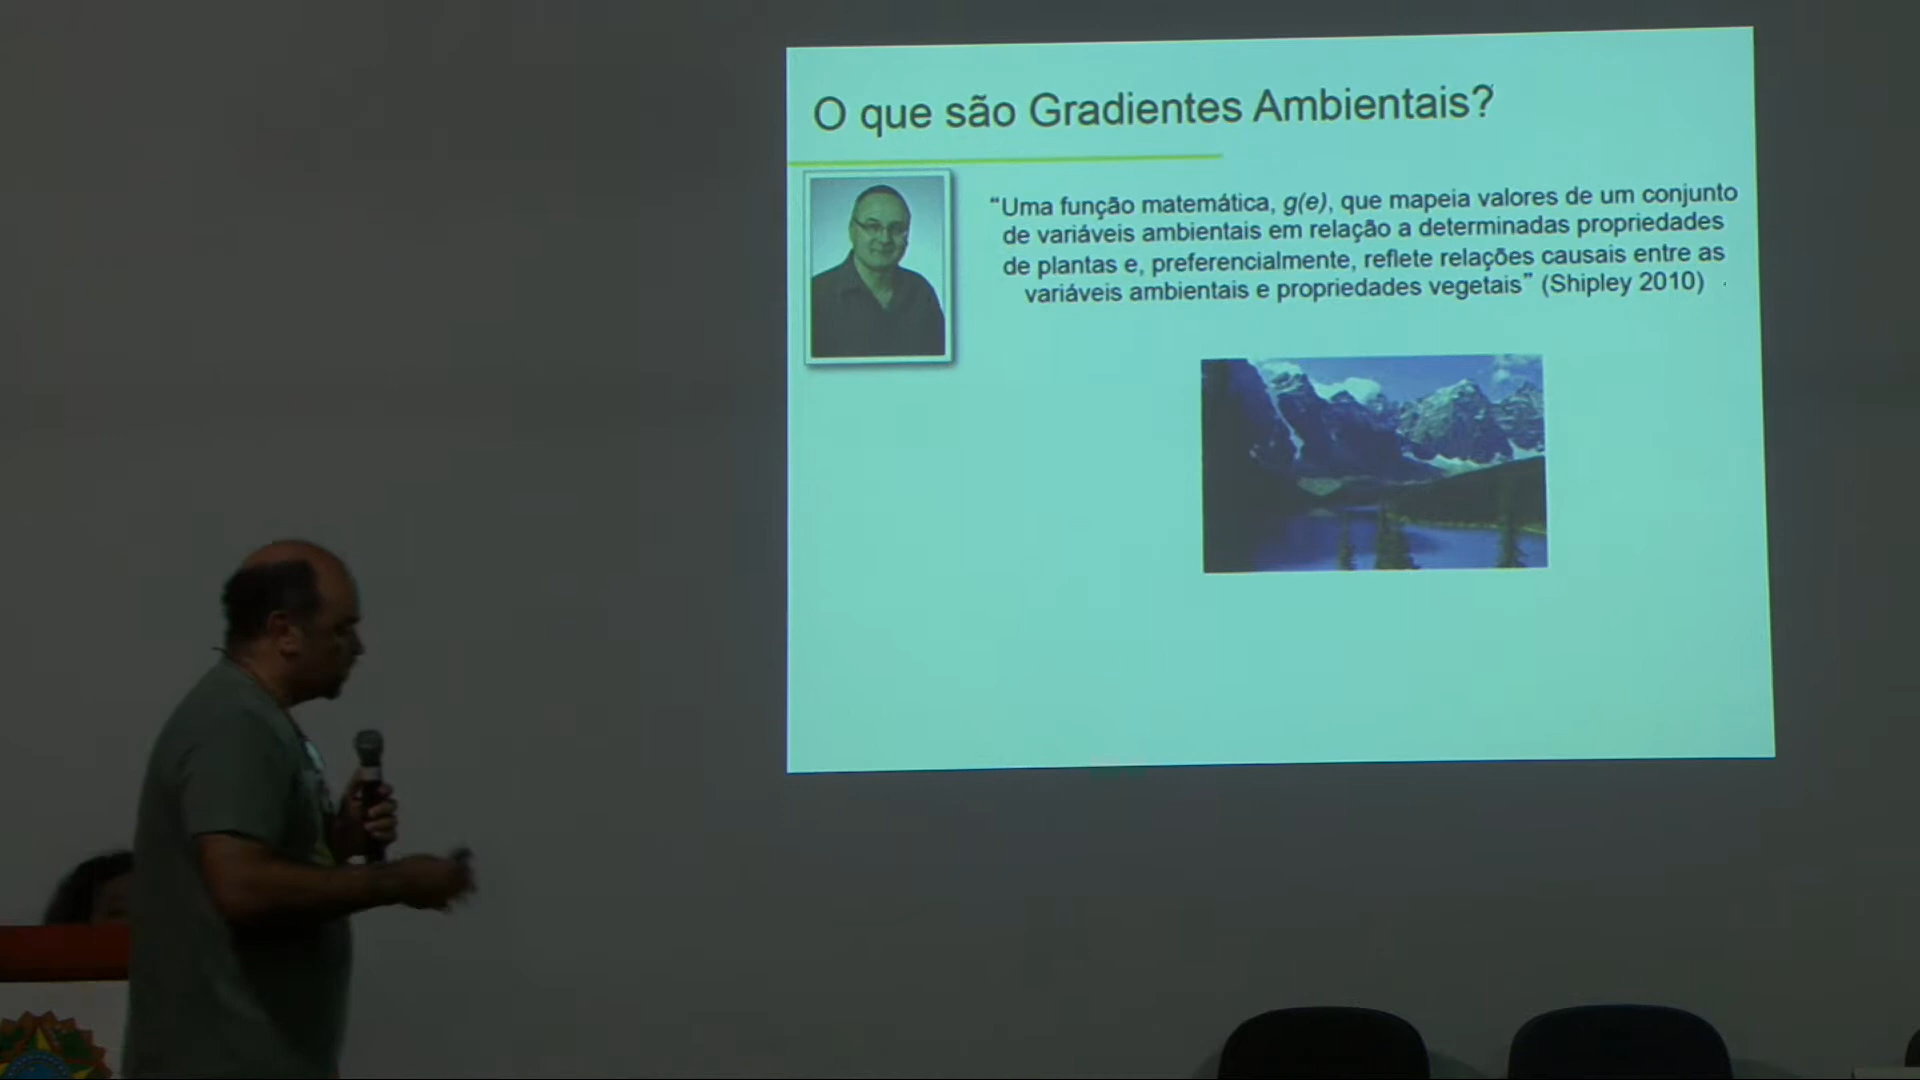 O que são Gradientes Ambientais?
“Uma função matemática, g(e), que mapeia valores de um conjunto
de variáveis ambientais em relação a determinadas propriedades
de plantas e, preferencialmente, reflete relações causais entre as
variáveis ambientais e propriedades vegetais” (Shipley 2010)